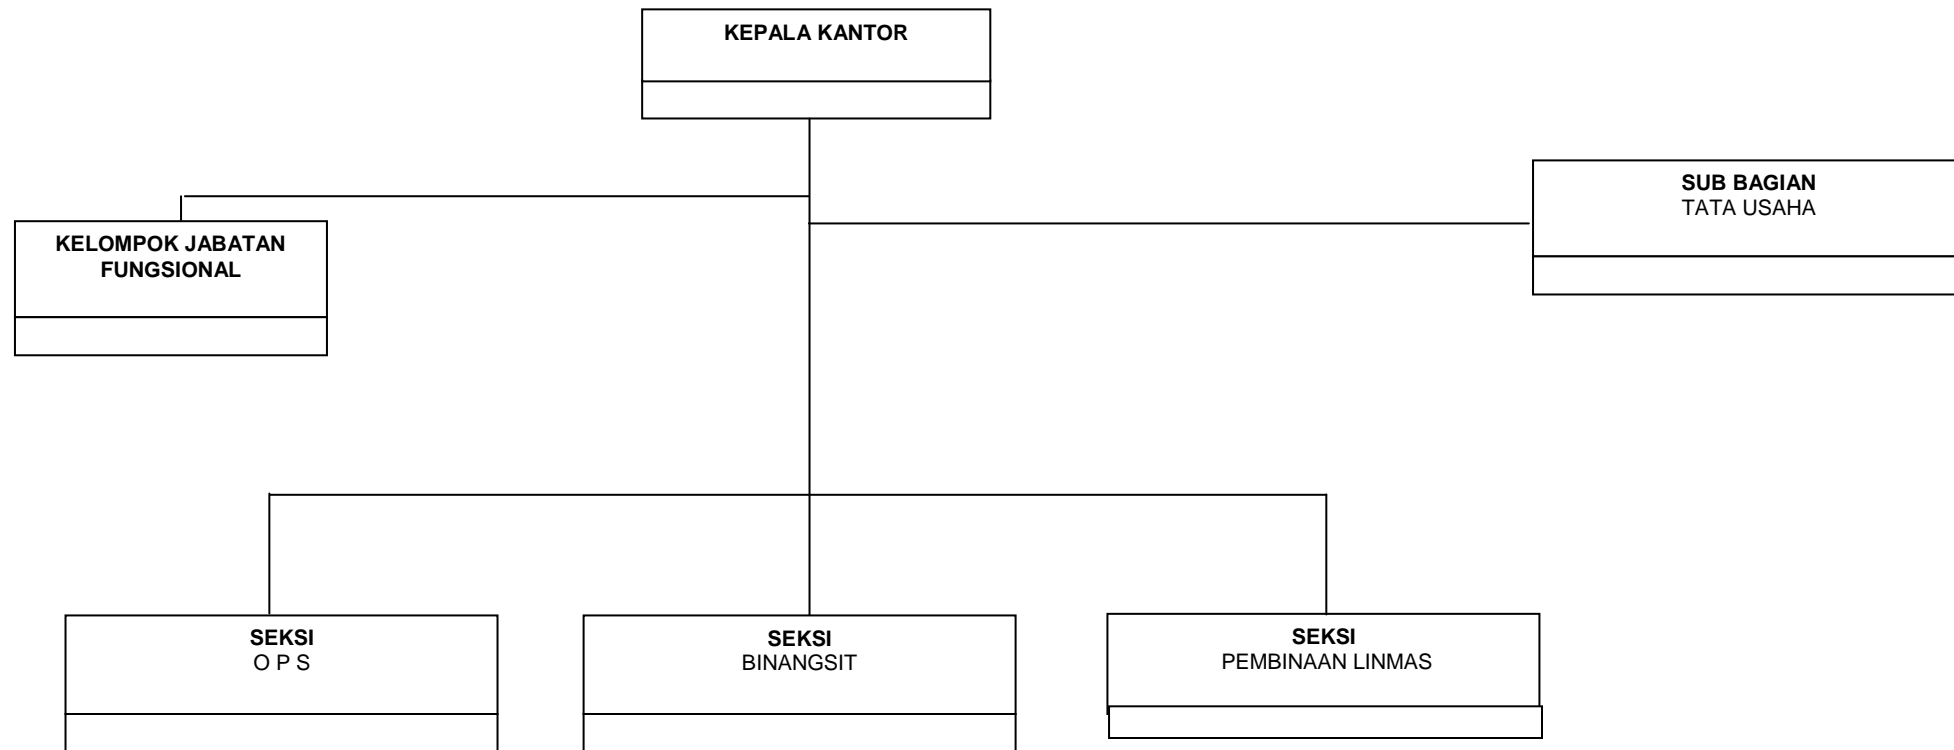 KEPALA KANTOR
SUB BAGIAN
TATA USAHA
KELOMPOK JABATAN
FUNGSIONAL
SEKSI
O P S
SEKSI
BINANGSIT
SEKSI
PEMBINAAN LINMAS